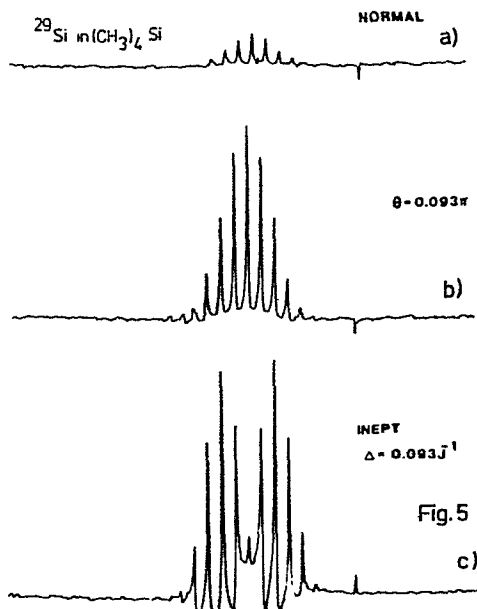 NORMAL
²⁹Si in (CH₃)₄ Si
a)
θ=0.093π
b)
INEPT
Δ= 0.093J⁻¹
Fig.5
c)